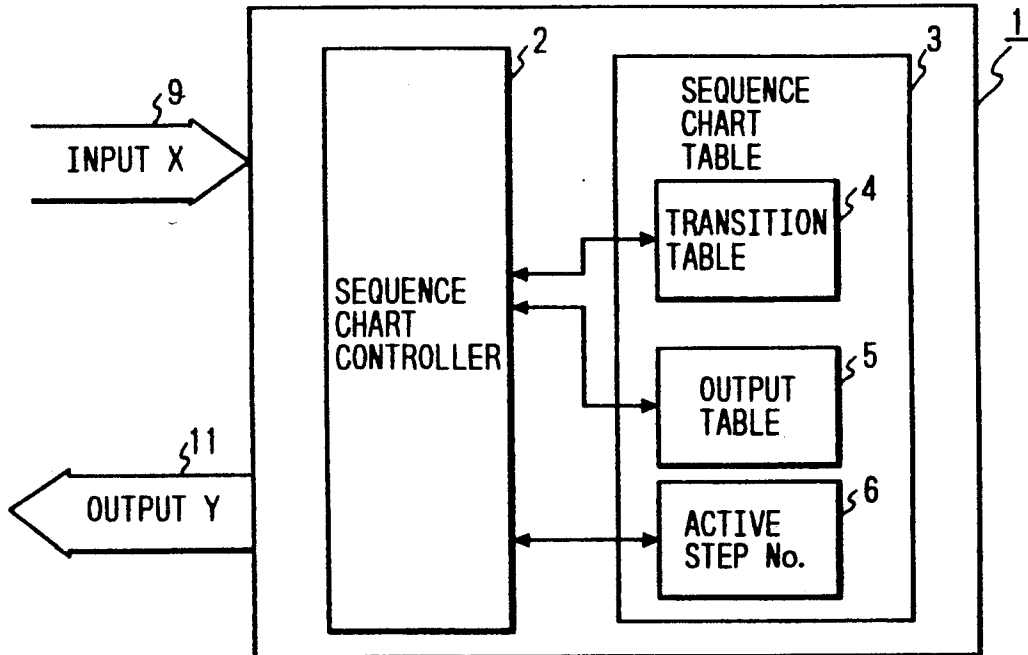 1
2
3
SEQUENCE
CHART
TABLE
9
INPUT X
4
TRANSITION
TABLE
SEQUENCE
CHART
CONTROLLER
5
OUTPUT
TABLE
11
OUTPUT Y
6
ACTIVE
STEP No.